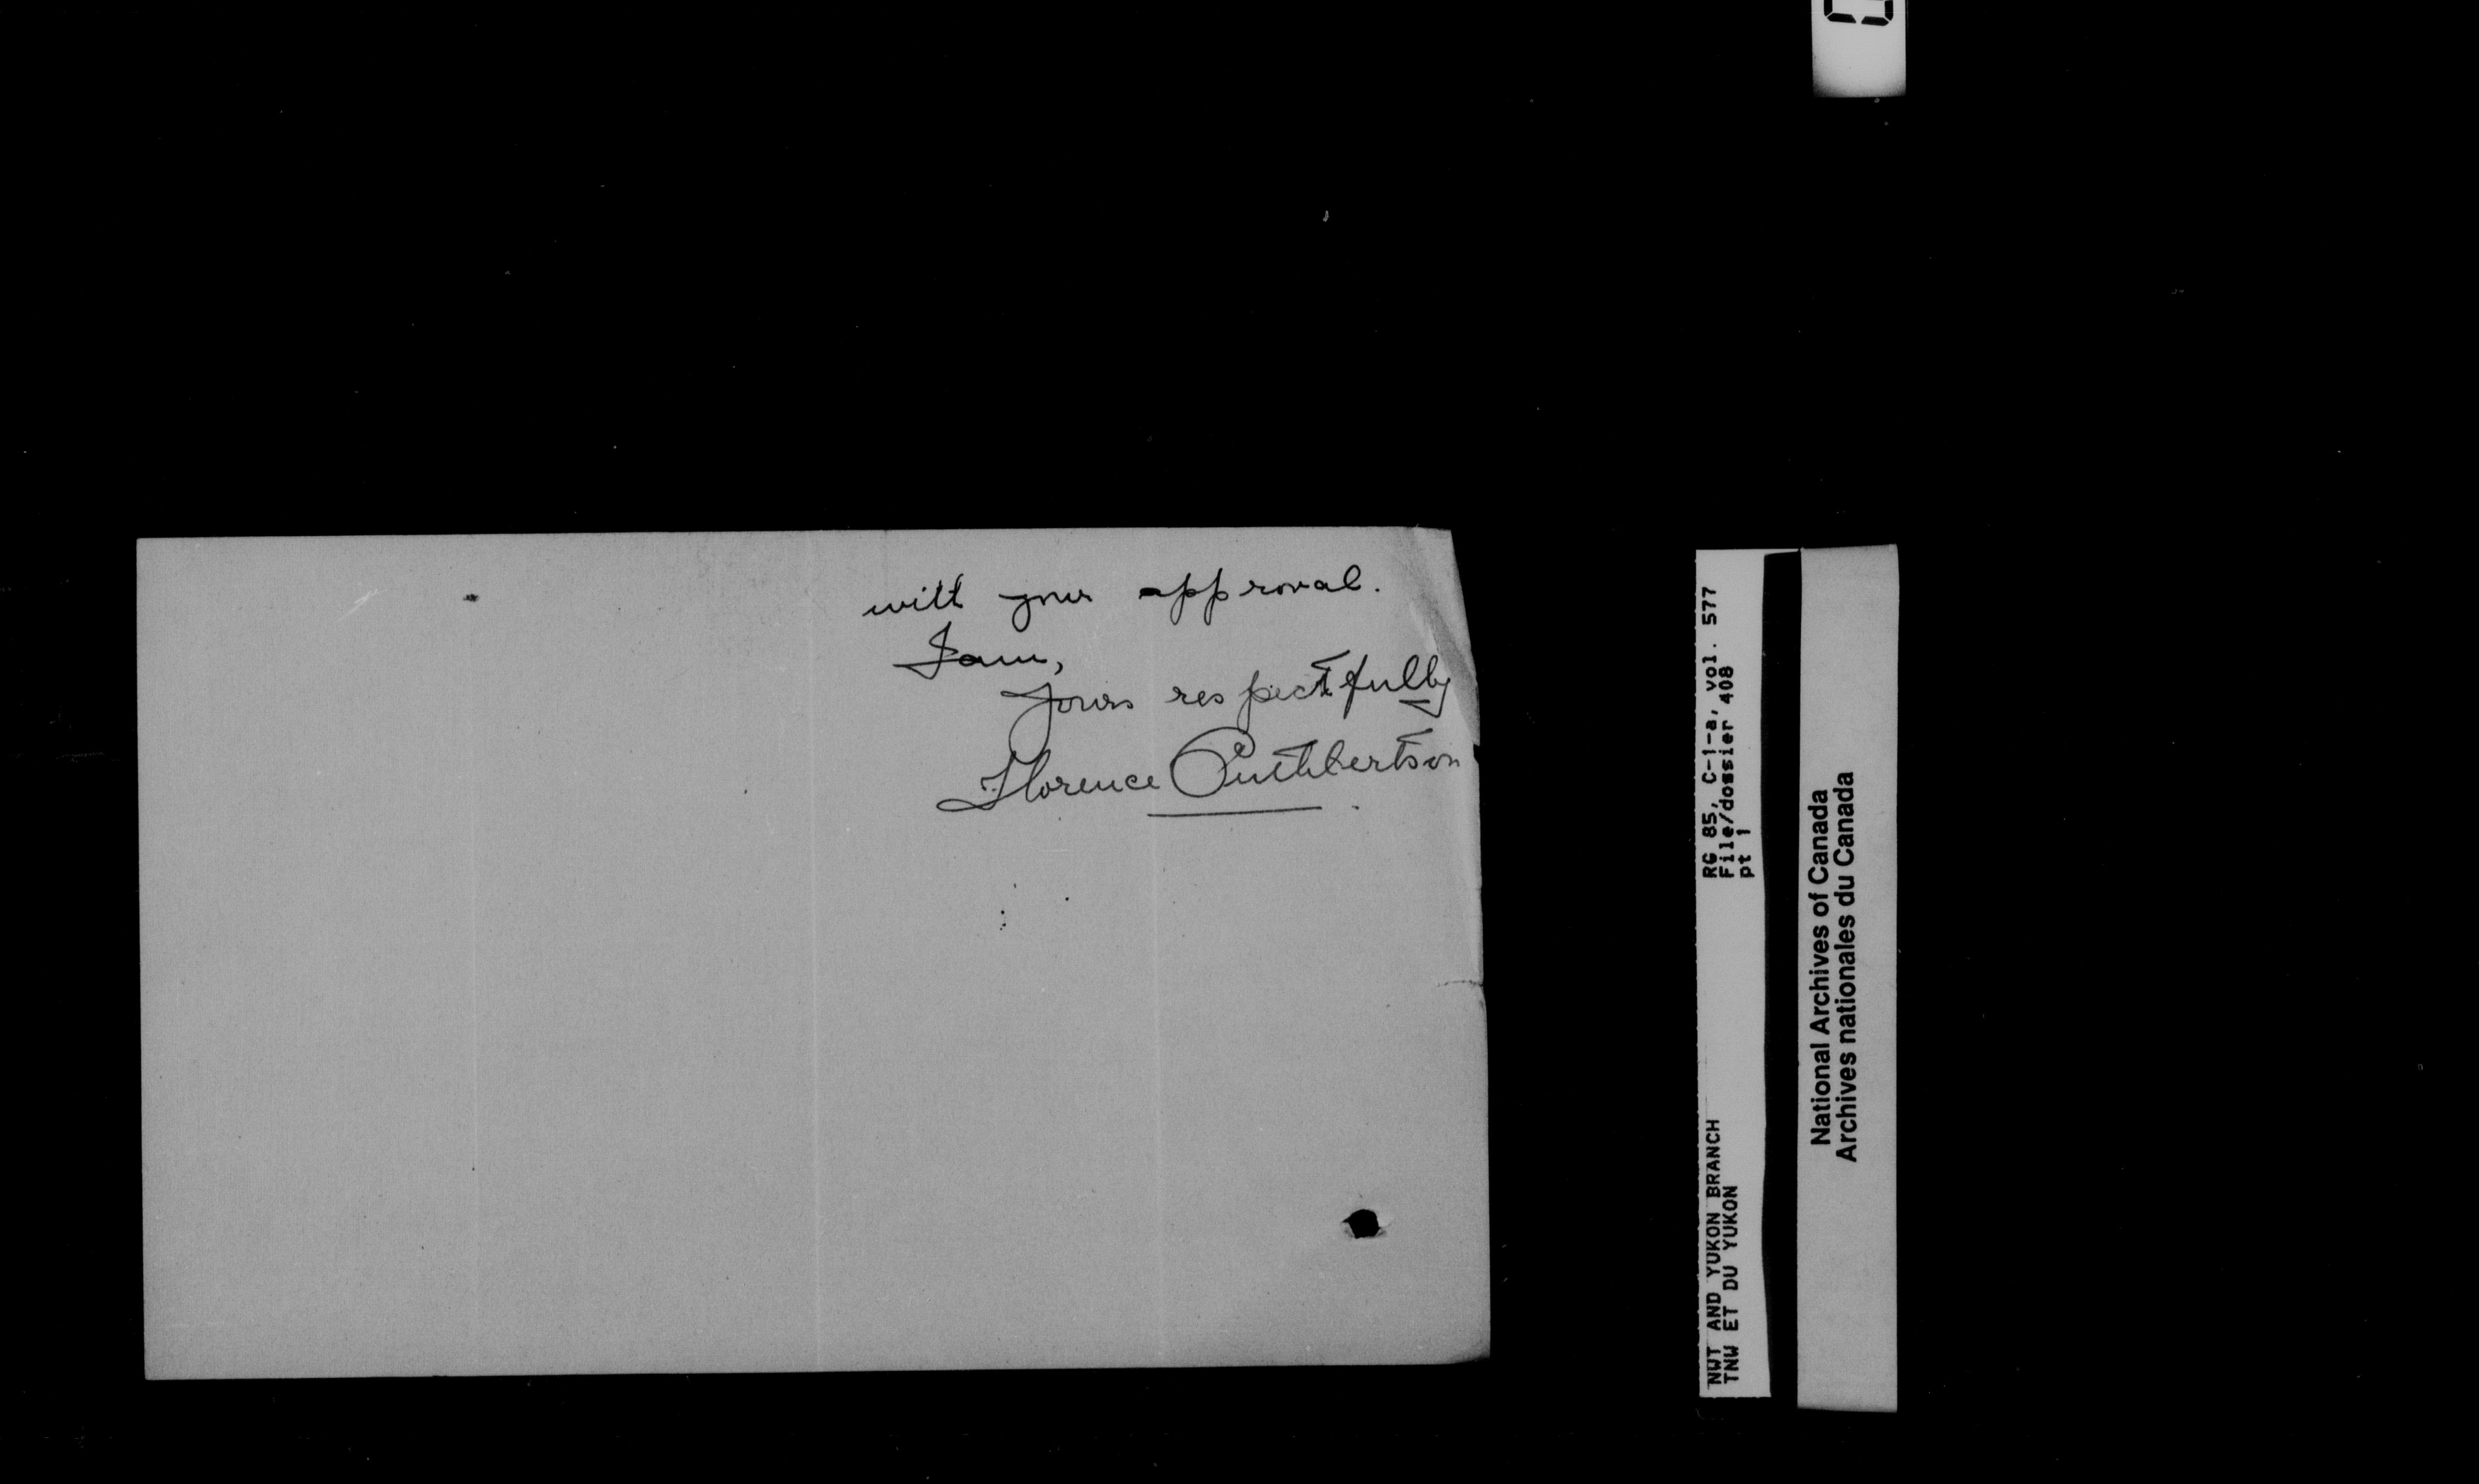 with your approval.
I am,
Yours respectfully
Florence Cuthbertson
RG 85, C-1-a, vol. 577
File/dossier 408
pt 1
NWT AND YUKON BRANCH
TNW ET DU YUKON
National Archives of Canada
Archives nationales du Canada